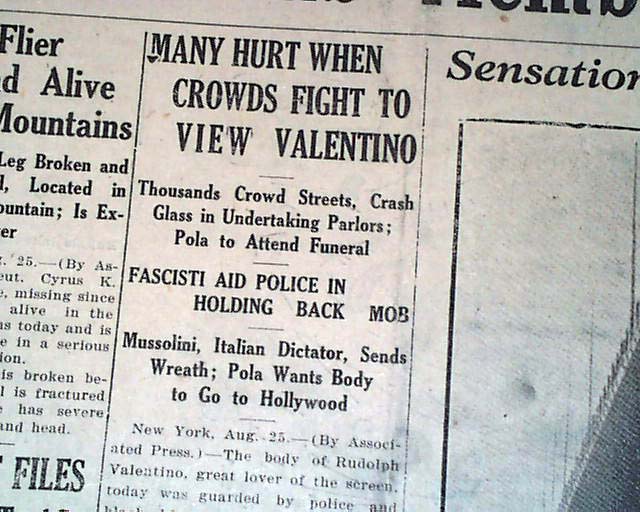 Flier
d Alive
Mountains
Leg Broken and
l, Located in
ountain; Is Ex-
er
. 25.—(By As-
eut. Cyrus K.
e, missing since
alive in the
as today and is
e in a serious
ion.
is broken be-
l is fractured
e has severe
and head.
FILES
MANY HURT WHEN
CROWDS FIGHT TO
VIEW VALENTINO
Thousands Crowd Streets, Crash
Glass in Undertaking Parlors;
Pola to Attend Funeral
FASCISTI AID POLICE IN
HOLDING BACK MOB
Mussolini, Italian Dictator, Sends
Wreath; Pola Wants Body
to Go to Hollywood
New York, Aug. 25.—(By Associ-
ated Press.)—The body of Rudolph
Valentino, great lover of the screen,
today was guarded by police and
Sensation